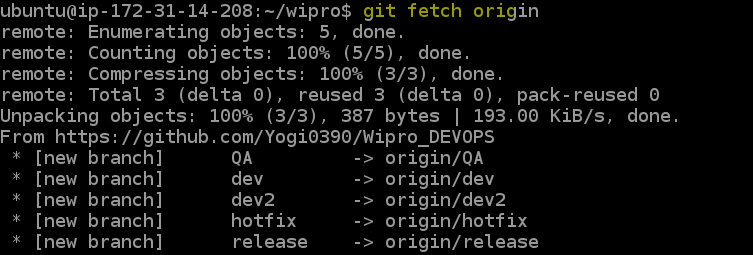 ubuntu@ip-172-31-14-208:~/wipro$ git fetch origin
remote: Enumerating objects: 5, done.
remote: Counting objects: 100% (5/5), done.
remote: Compressing objects: 100% (3/3), done.
remote: Total 3 (delta 0), reused 3 (delta 0), pack-reused 0
Unpacking objects: 100% (3/3), 387 bytes | 193.00 KiB/s, done.
From https://github.com/Yogi0390/Wipro_DEVOPS
 * [new branch]      QA         -> origin/QA
 * [new branch]      dev        -> origin/dev
 * [new branch]      dev2       -> origin/dev2
 * [new branch]      hotfix     -> origin/hotfix
 * [new branch]      release    -> origin/release